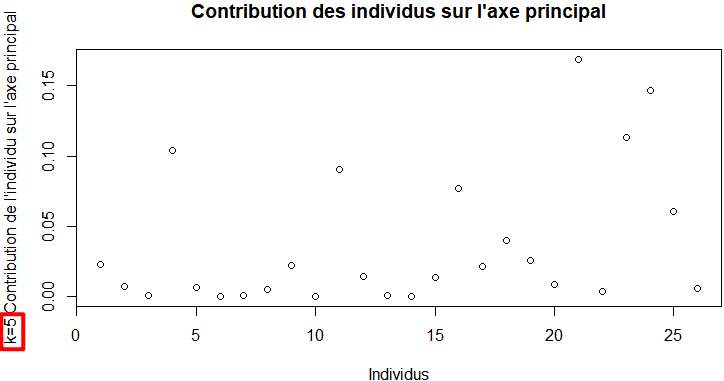 Contribution des individus sur l'axe principal
k=5 Contribution de l'individu sur l'axe principal
0.15
0.10
0.05
0.00
0 5 10 15 20 25
Individus